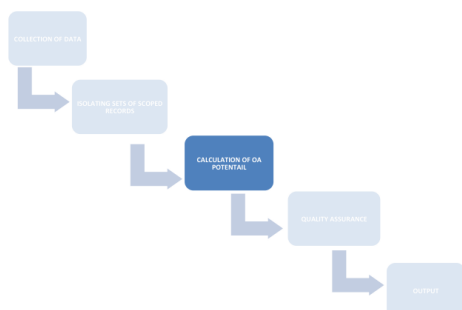 COLLECTION OF DATA
ISOLATING SETS OF SCOPED
RECORDS
CALCULATION OF OA
POTENTAIL
QUALITY ASSURANCE
OUTPUT